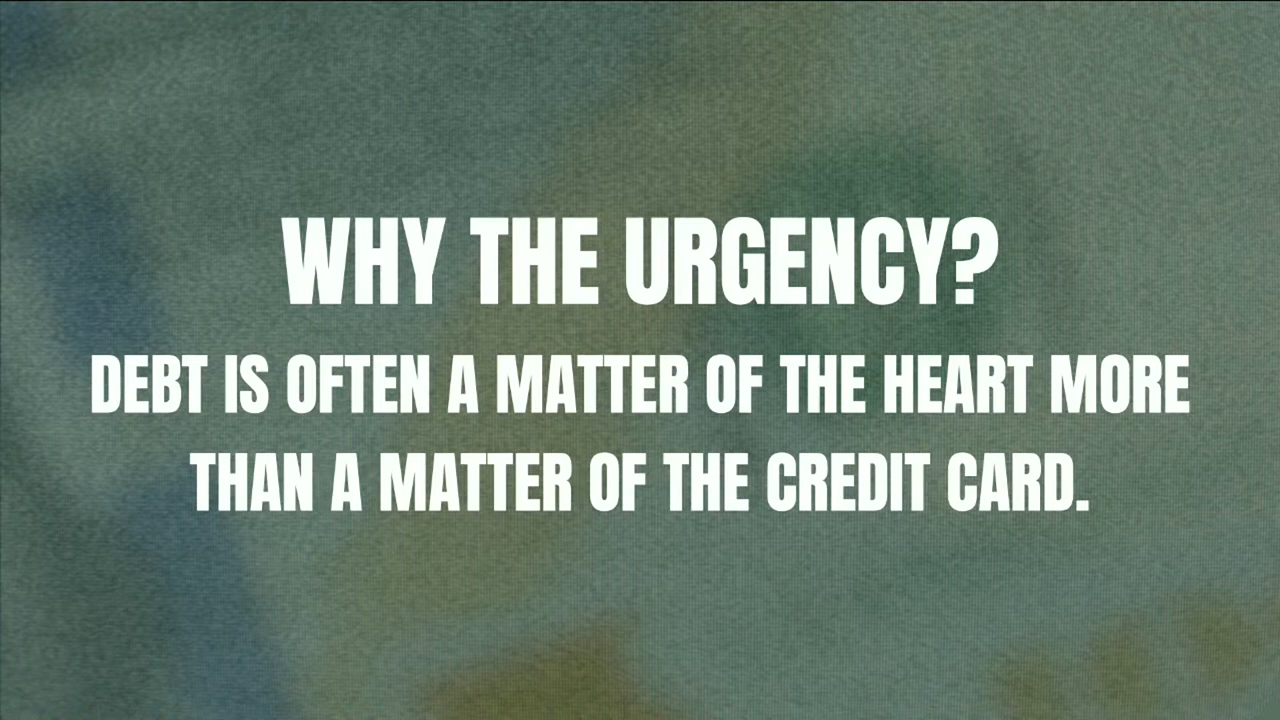 WHY THE URGENCY?
DEBT IS OFTEN A MATTER OF THE HEART MORE
THAN A MATTER OF THE CREDIT CARD.